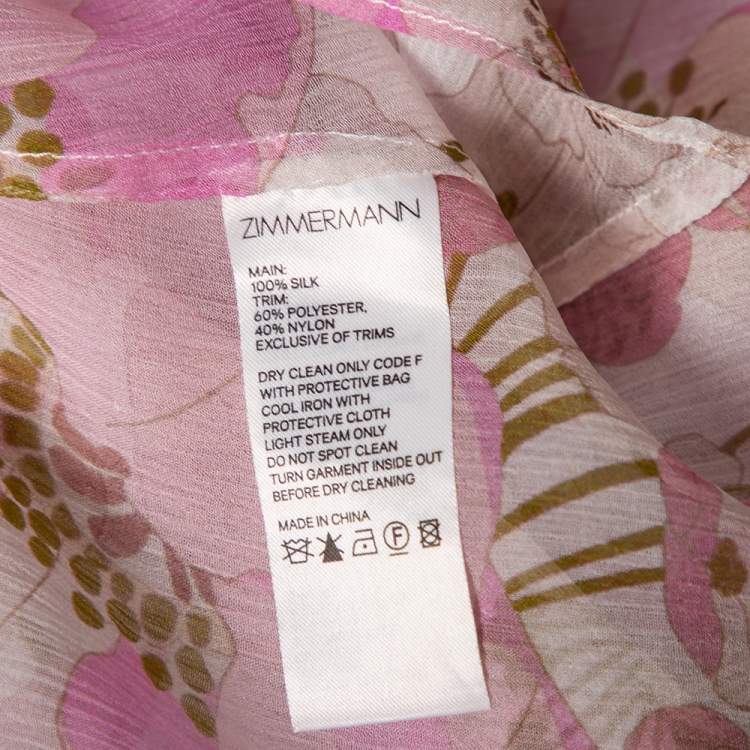 ZIMMERMANN
MAIN:
100% SILK
TRIM:
60% POLYESTER,
40% NYLON
EXCLUSIVE OF TRIMS
DRY CLEAN ONLY CODE F
WITH PROTECTIVE BAG
COOL IRON WITH
PROTECTIVE CLOTH
LIGHT STEAM ONLY
DO NOT SPOT CLEAN
TURN GARMENT INSIDE OUT
BEFORE DRY CLEANING
MADE IN CHINA
F